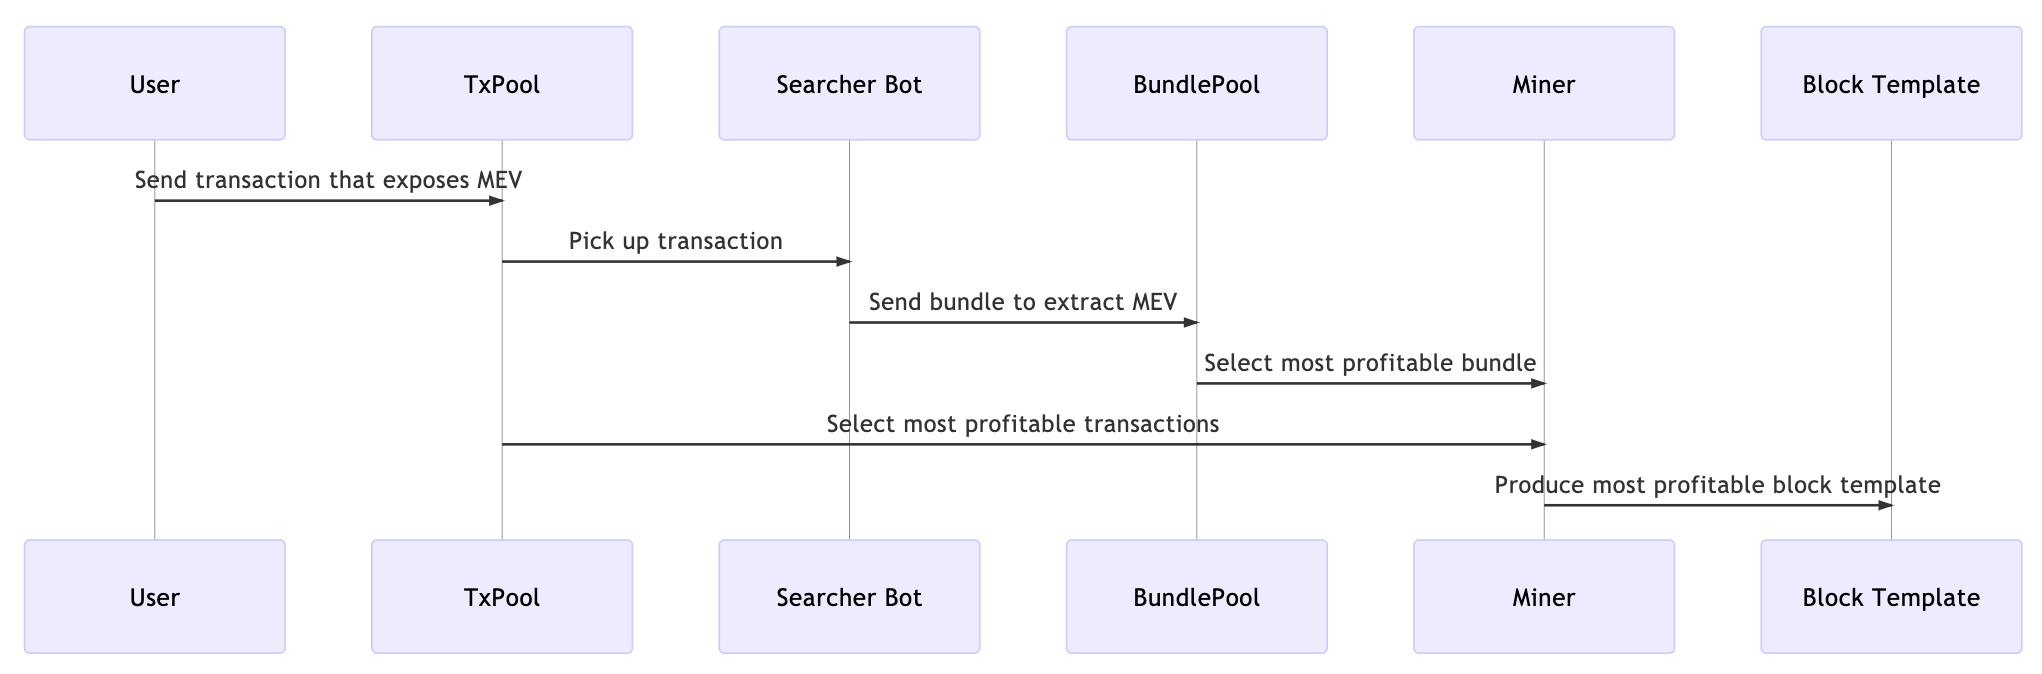 User
TxPool
Searcher Bot
BundlePool
Miner
Block Template
Send transaction that exposes MEV
Pick up transaction
Send bundle to extract MEV
Select most profitable bundle
Select most profitable transactions
Produce most profitable block template
User
TxPool
Searcher Bot
BundlePool
Miner
Block Template